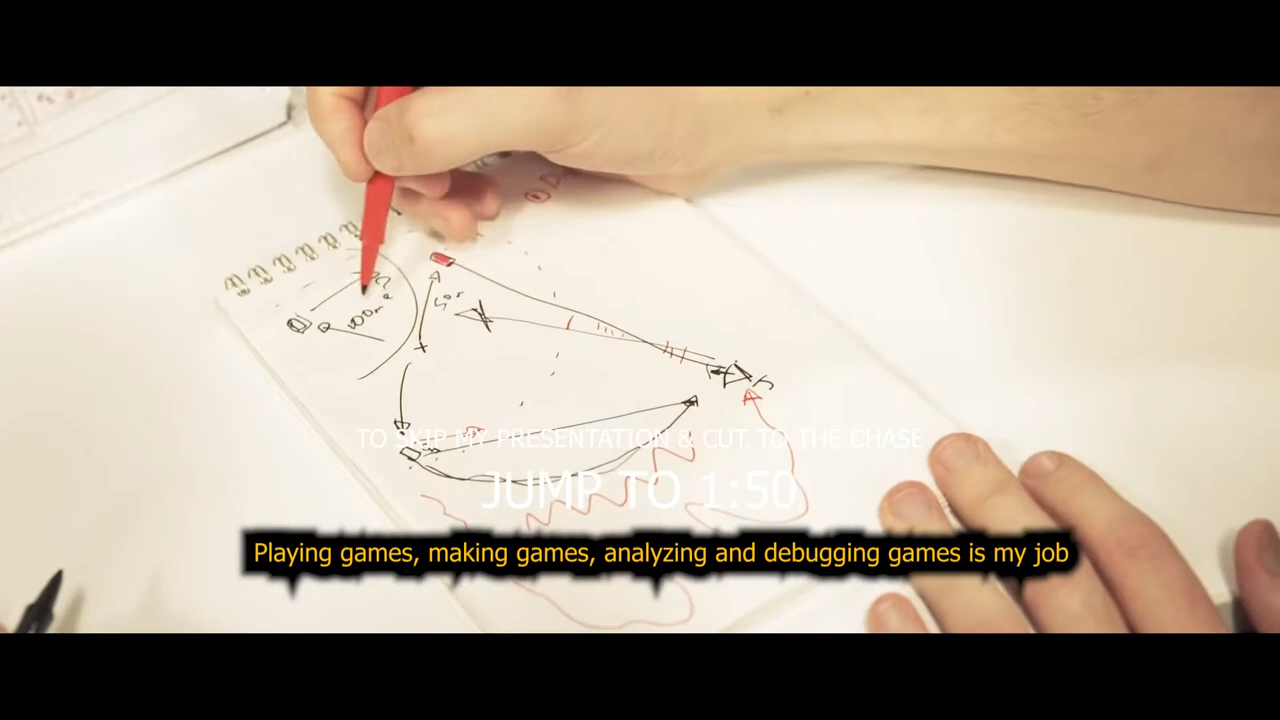 TO SKIP MY PRESENTATION & CUT TO THE CHASE
JUMP TO 1:50
Playing games, making games, analyzing and debugging games is my job